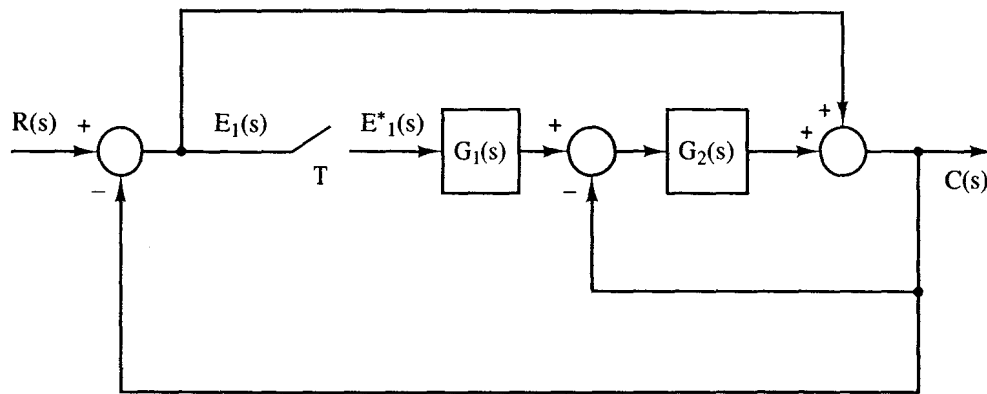 +
R(s) + E₁(s) E*₁(s) G₁(s) + G₂(s) + C(s)
T
−
−